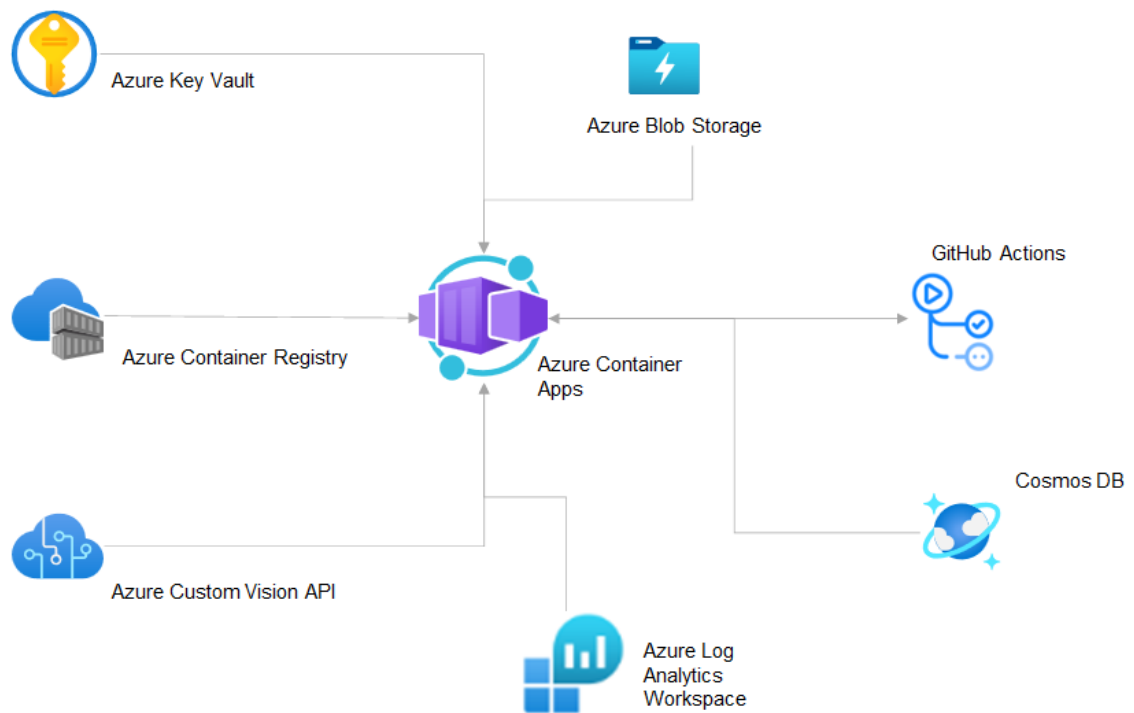 Azure Key Vault
Azure Blob Storage
GitHub Actions
Azure Container Registry
Azure Container
Apps
Cosmos DB
Azure Custom Vision API
Azure Log
Analytics
Workspace